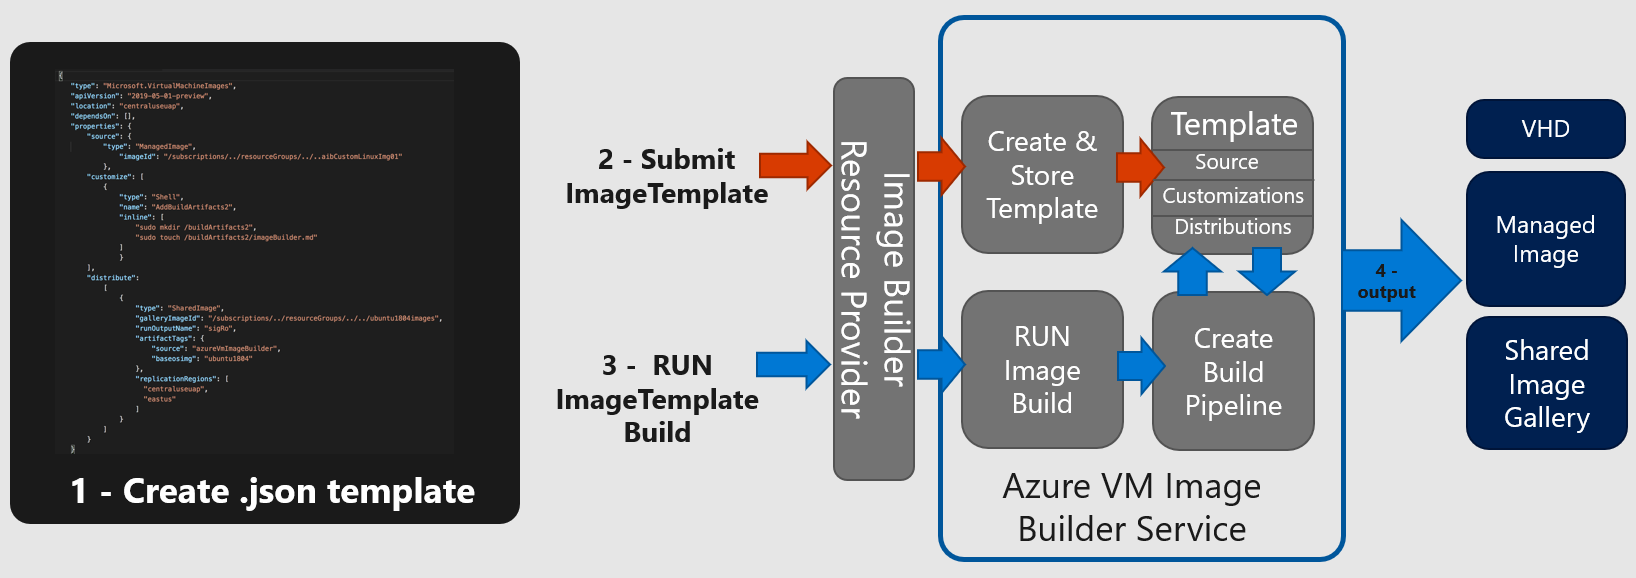 {
"type": "Microsoft.VirtualMachineImages",
"apiVersion": "2019-05-01-preview",
"location": "centraluseuap",
"dependsOn": [],
"properties": {
"source": {
"type": "ManagedImage",
"imageId": "/subscriptions/../resourceGroups/../..aibCustomLinuxImg01"
},
"customize": [
{
"type": "Shell",
"name": "AddBuildArtifacts2",
"inline": [
"sudo mkdir /buildArtifacts2",
"sudo touch /buildArtifacts2/imageBuilder.md"
]
}
],
"distribute":
[
{
"type": "SharedImage",
"galleryImageId": "/subscriptions/../resourceGroups/../../ubuntu1804images",
"runOutputName": "sigRo",
"artifactTags": {
"source": "azureVmImageBuilder",
"baseosimg": "ubuntu1804"
},
"replicationRegions": [
"centraluseuap",
"eastus"
]
}
]
}
}
1 - Create .json template
2 - Submit
ImageTemplate
3 -  RUN
ImageTemplate
Build
Image Builder
Resource Provider
Create &
Store
Template
Template
Source
Customizations
Distributions
RUN
Image
Build
Create
Build
Pipeline
Azure VM Image
Builder Service
4 -
output
VHD
Managed
Image
Shared
Image
Gallery